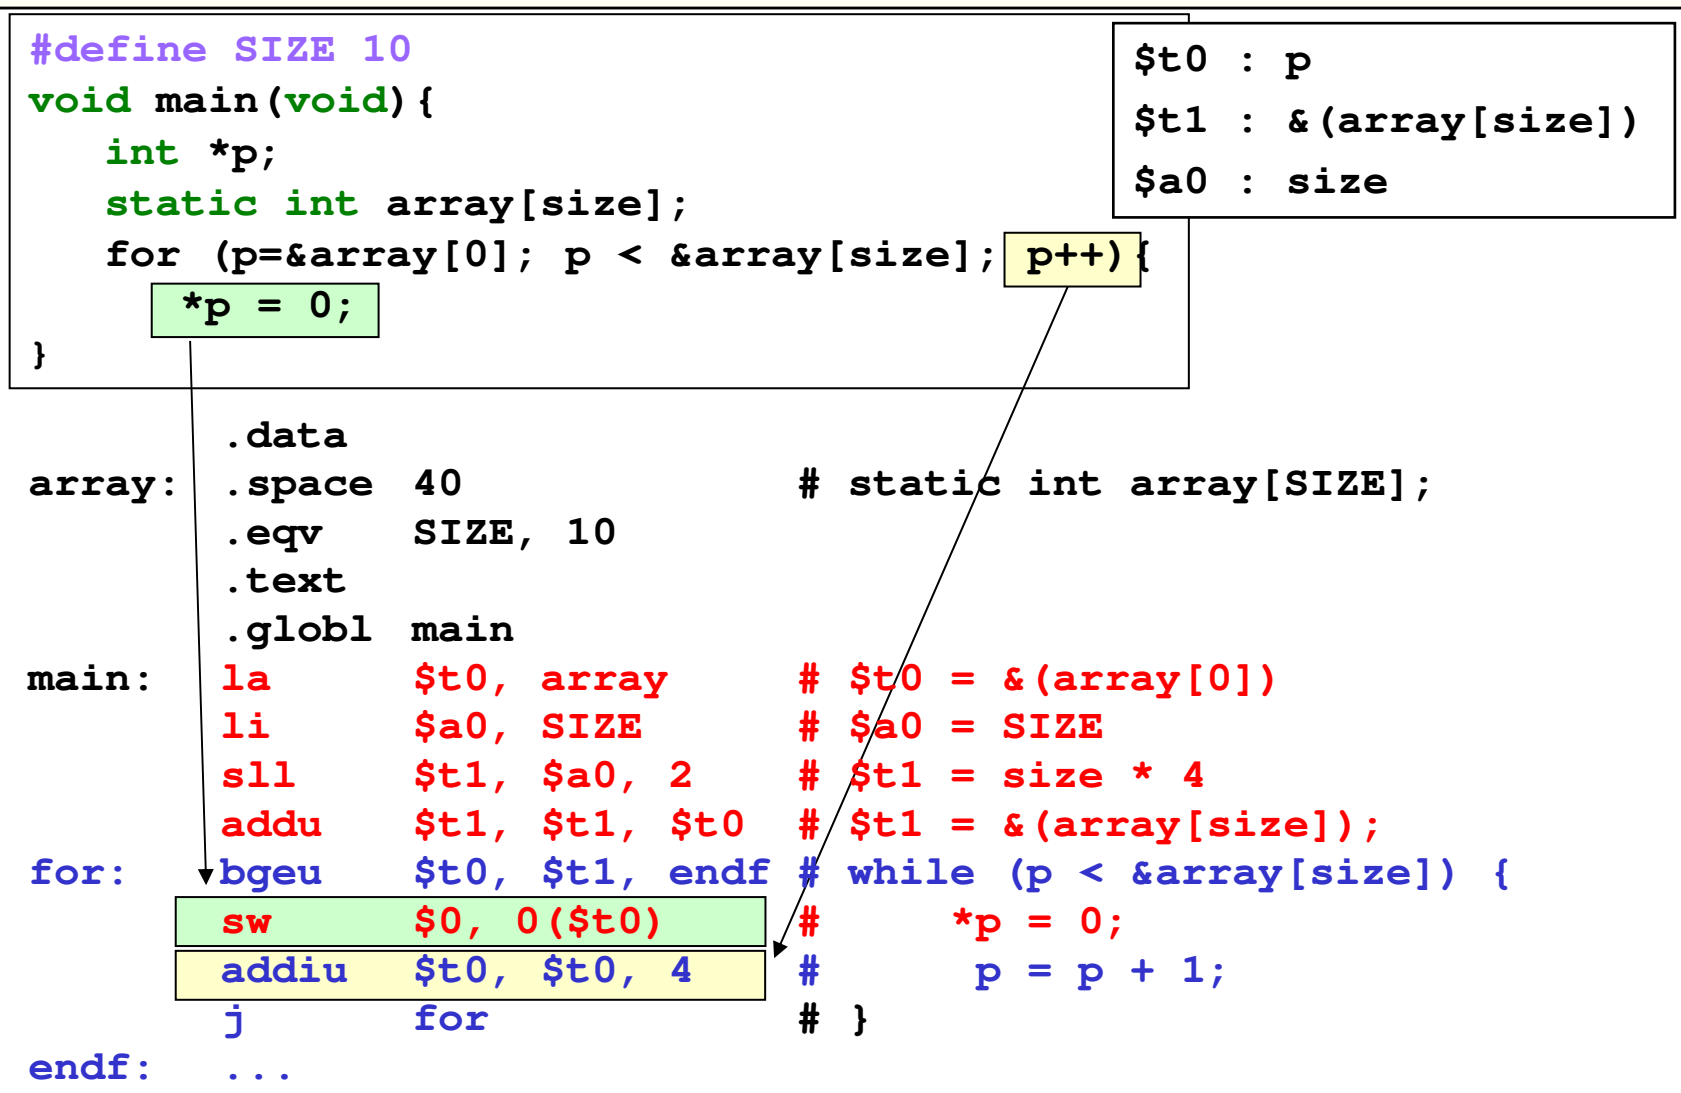 #define SIZE 10
void main(void){
int *p;
static int array[size];
for (p=&array[0]; p < &array[size]; p++){
*p = 0;
}
$t0 : p
$t1 : &(array[size])
$a0 : size
.data
array: .space 40 # static int array[SIZE];
.eqv SIZE, 10
.text
.globl main
main: la $t0, array # $t0 = &(array[0])
li $a0, SIZE # $a0 = SIZE
sll $t1, $a0, 2 # $t1 = size * 4
addu $t1, $t1, $t0 # $t1 = &(array[size]);
for: bgeu $t0, $t1, endf # while (p < &array[size]) {
sw $0, 0($t0) # *p = 0;
addiu $t0, $t0, 4 # p = p + 1;
j for # }
endf: ...